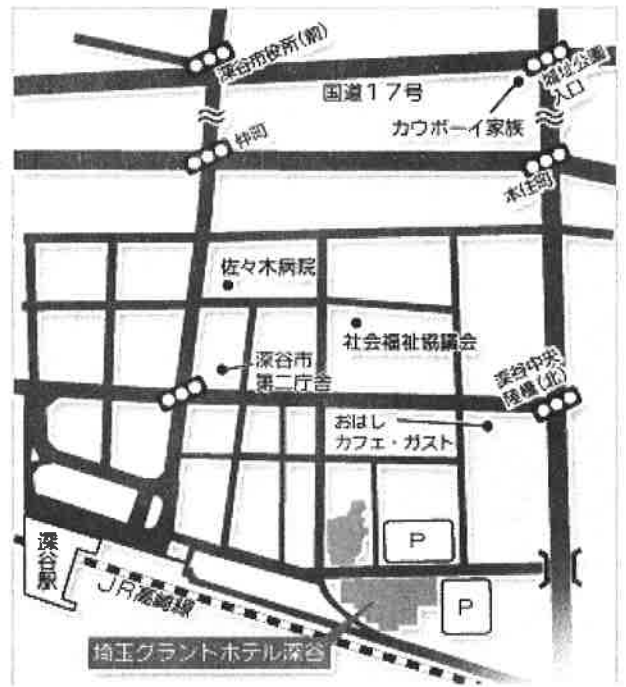 深谷市役所(前)
福祉公園
入口
国道17号
カウボーイ家族
仲町
本住町
佐々木病院
社会福祉協議会
深谷市
第二庁舎
深谷中央
陸橋(北)
おはし
カフェ・ガスト
P
P
深谷駅
JR高崎線
埼玉グランドホテル深谷